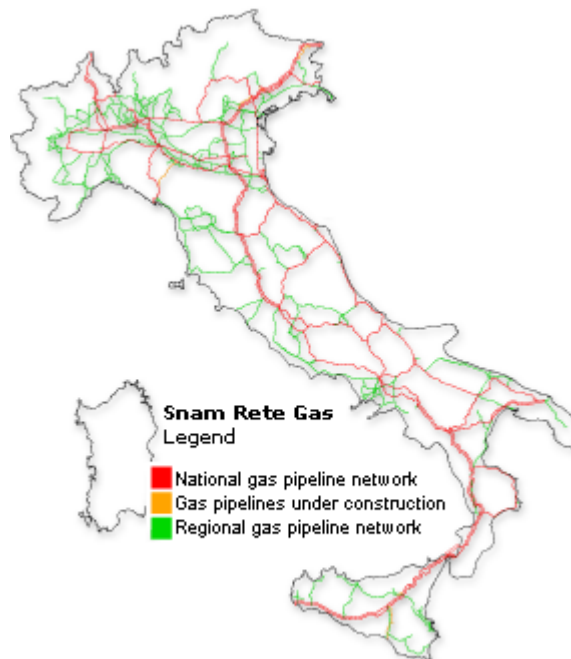 Snam Rete Gas
Legend
National gas pipeline network
Gas pipelines under construction
Regional gas pipeline network